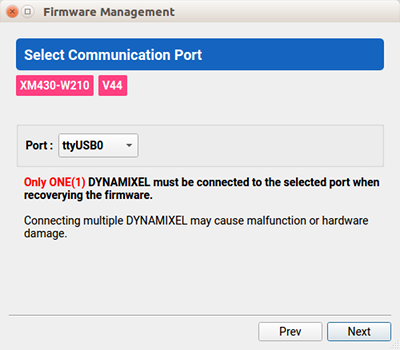 Firmware Management
Select Communication Port
XM430-W210 V44
Port : ttyUSB0
Only ONE(1) DYNAMIXEL must be connected to the selected port when
recoverying the firmware.
Connecting multiple DYNAMIXEL may cause malfunction or hardware
damage.
Prev Next